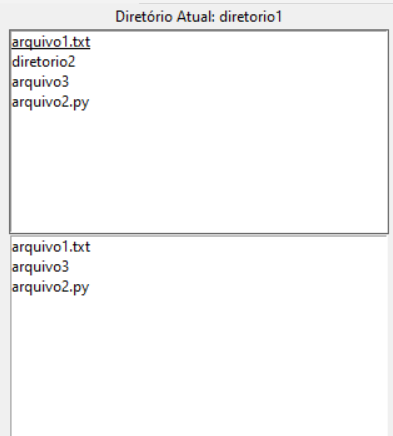 Diretório Atual: diretorio1
arquivo1.txt
diretorio2
arquivo3
arquivo2.py
arquivo1.txt
arquivo3
arquivo2.py